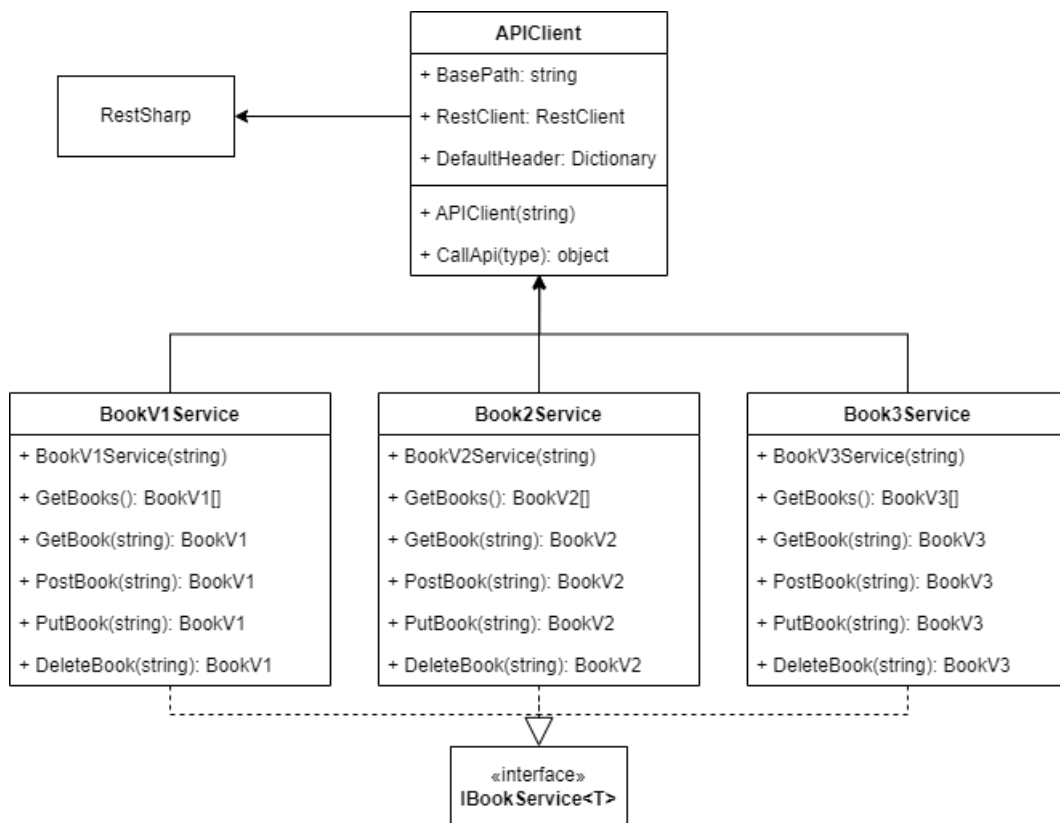 APIClient
+ BasePath: string
+ RestClient: RestClient
+ DefaultHeader: Dictionary
+ APIClient(string)
+ CallApi(type): object
RestSharp
BookV1Service
+ BookV1Service(string)
+ GetBooks(): BookV1[]
+ GetBook(string): BookV1
+ PostBook(string): BookV1
+ PutBook(string): BookV1
+ DeleteBook(string): BookV1
Book2Service
+ BookV2Service(string)
+ GetBooks(): BookV2[]
+ GetBook(string): BookV2
+ PostBook(string): BookV2
+ PutBook(string): BookV2
+ DeleteBook(string): BookV2
Book3Service
+ BookV3Service(string)
+ GetBooks(): BookV3[]
+ GetBook(string): BookV3
+ PostBook(string): BookV3
+ PutBook(string): BookV3
+ DeleteBook(string): BookV3
«interface»
IBookService<T>